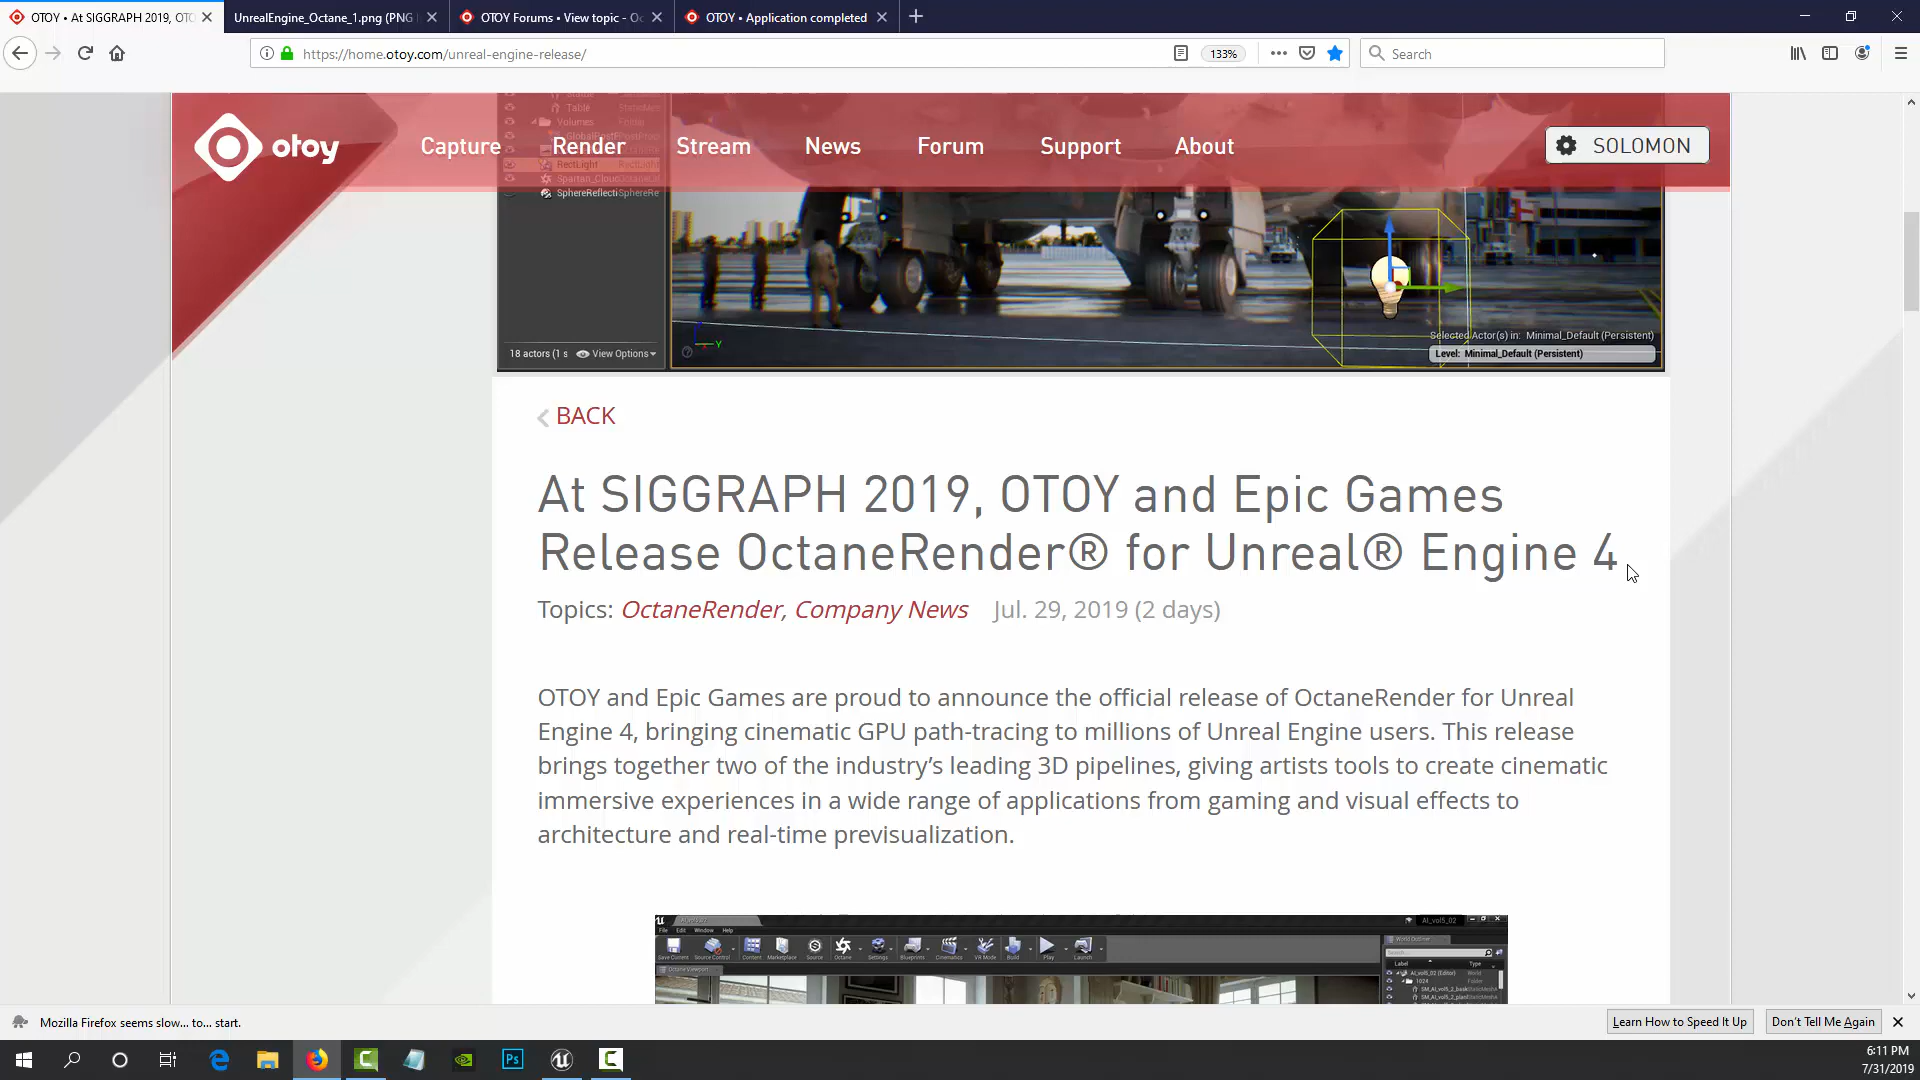 OTOY • At SIGGRAPH 2019, OTO
UnrealEngine_Octane_1.png (PNG
OTOY Forums • View topic - Oc
OTOY • Application completed
https://home.otoy.com/unreal-engine-release/
133%
Search
otoy
Capture
Render
Stream
News
Forum
Support
About
SOLOMON
Table
Volumes
Folder
RectLight
RectLight
SphereReflecti
SphereRe
18 actors (1 s
View Options
Selected Actor(s) in: Minimal_Default (Persistent)
Level: Minimal_Default (Persistent)
BACK
At SIGGRAPH 2019, OTOY and Epic Games
Release OctaneRender® for Unreal® Engine 4
Topics: OctaneRender, Company News Jul. 29, 2019 (2 days)
OTOY and Epic Games are proud to announce the official release of OctaneRender for Unreal
Engine 4, bringing cinematic GPU path-tracing to millions of Unreal Engine users. This release
brings together two of the industry’s leading 3D pipelines, giving artists tools to create cinematic
immersive experiences in a wide range of applications from gaming and visual effects to
architecture and real-time previsualization.
File Edit Window Help
Save Current
Source Control
Content
Marketplace
Source
Octane
Settings
Blueprints
Cinematics
VR Mode
Build
Play
Launch
Octane Viewport
World Outliner
Label
Type
Mozilla Firefox seems slow... to... start.
Learn How to Speed It Up
Don't Tell Me Again
6:11 PM
7/31/2019